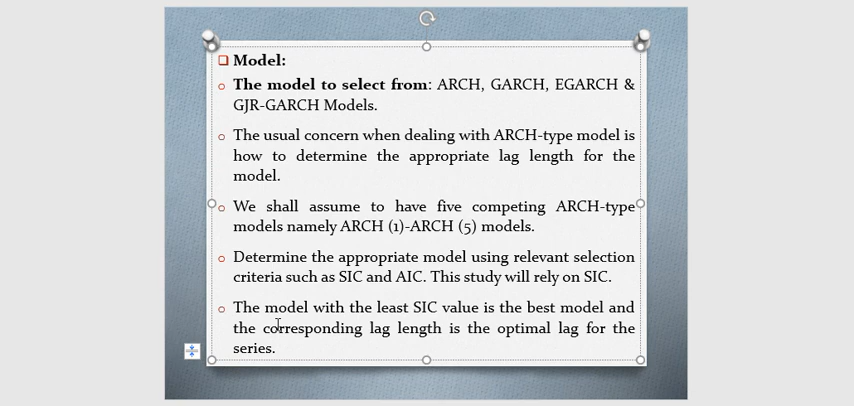 Model:
The model to select from: ARCH, GARCH, EGARCH &
GJR-GARCH Models.
The usual concern when dealing with ARCH-type model is
how to determine the appropriate lag length for the
model.
We shall assume to have five competing ARCH-type
models namely ARCH (1)-ARCH (5) models.
Determine the appropriate model using relevant selection
criteria such as SIC and AIC. This study will rely on SIC.
The model with the least SIC value is the best model and
the corresponding lag length is the optimal lag for the
series.